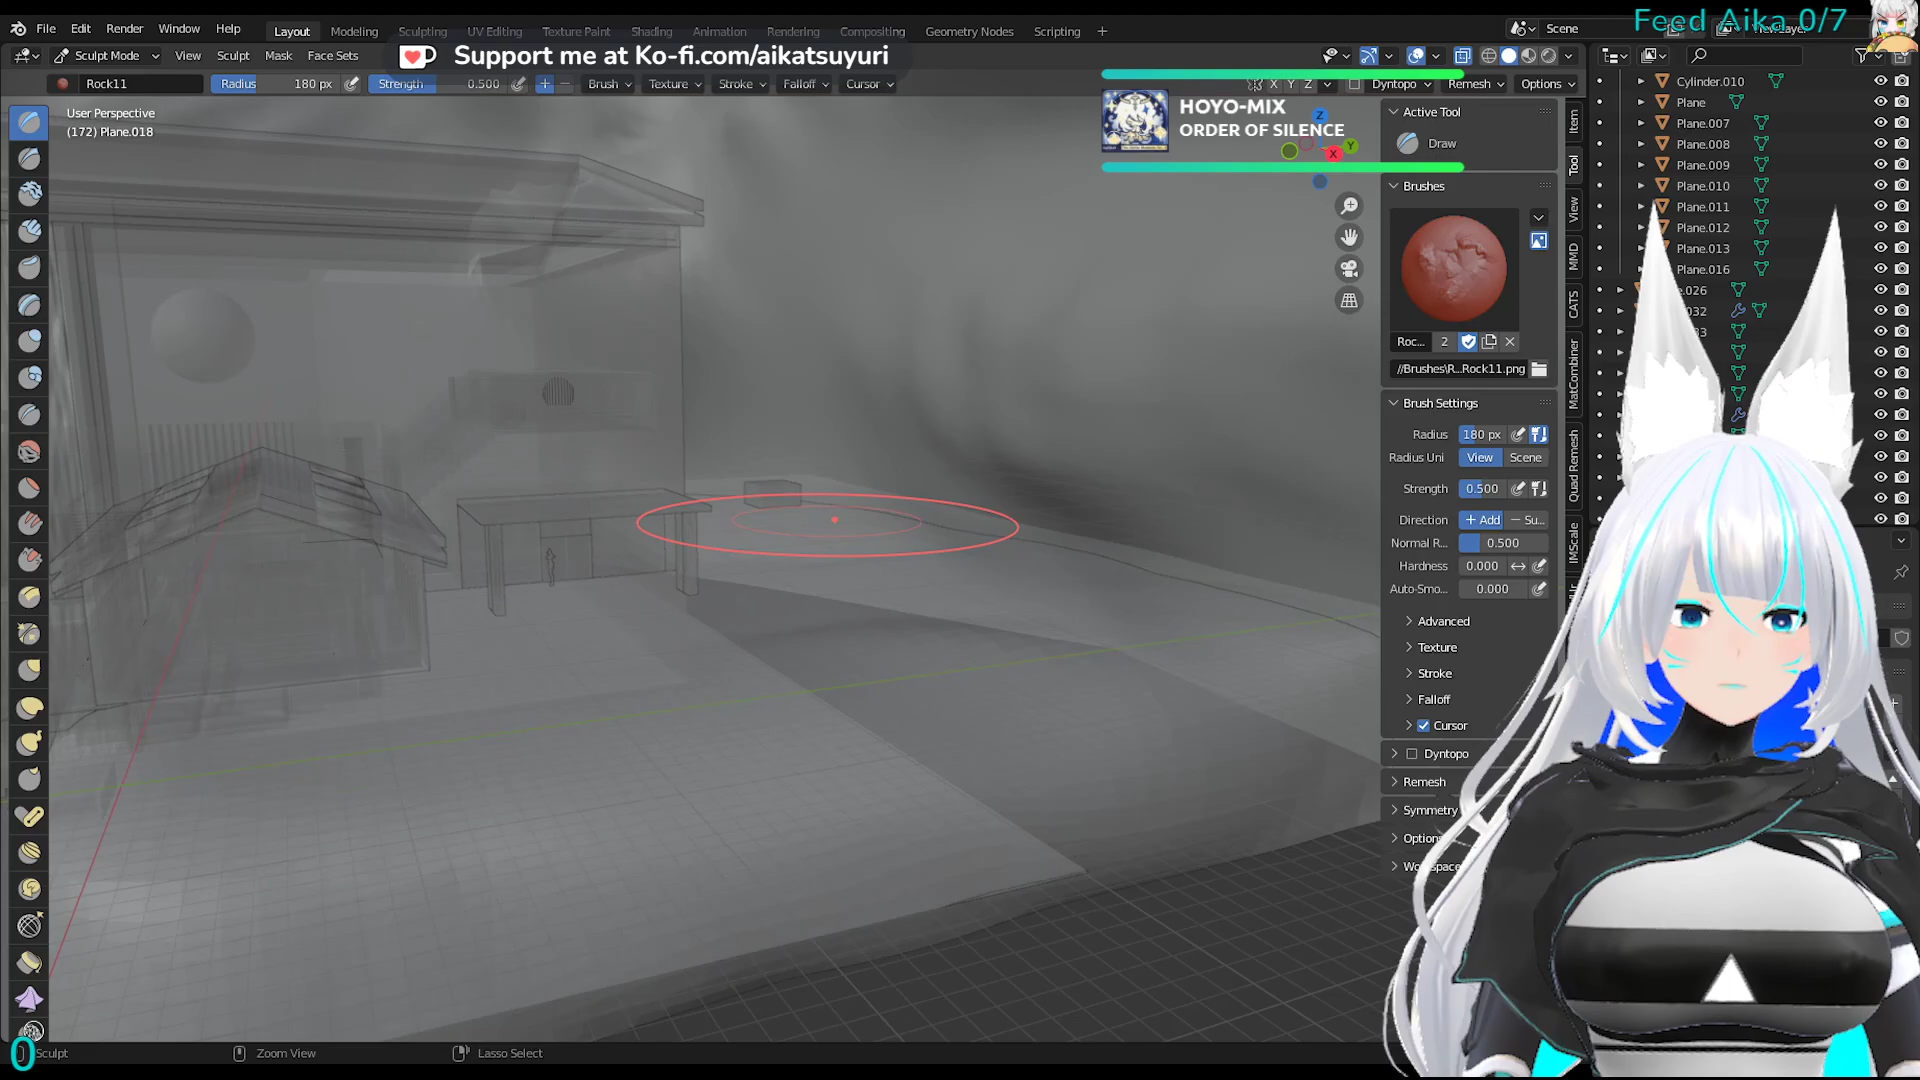 File Edit Render Window Help Layout Modeling Sculpting UV Editing Texture Paint Shading Animation Rendering Compositing Geometry Nodes Scripting +
Scene
Feed Aika 0/7
Sculpt Mode View Sculpt Mask Face Sets
Support me at Ko-fi.com/aikatsuyuri
Rock11 Radius 180 px Strength 0.500 Brush Texture Stroke Falloff Cursor
X Y Z Dyntopo Remesh Options
User Perspective
(172) Plane.018
HOYO-MIX
ORDER OF SILENCE
Z
Y
X
Active Tool
Draw
Brushes
Roc... 2
//Brushes\R...Rock11.png
Brush Settings
Radius 180 px
Radius Uni View Scene
Strength 0.500
Direction + Add − Su...
Normal R... 0.500
Hardness 0.000
Auto-Smo... 0.000
Advanced
Texture
Stroke
Falloff
Cursor
Dyntopo
Remesh
Symmetry
Options
Workspace
Item
Tool
View
MMD
CATS
MatCombiner
Quad Remesh
IMScale
Cylinder.010
Plane
Plane.007
Plane.008
Plane.009
Plane.010
Plane.011
Plane.012
Plane.013
Plane.016
.026
032
0
Sculpt
Zoom View
Lasso Select